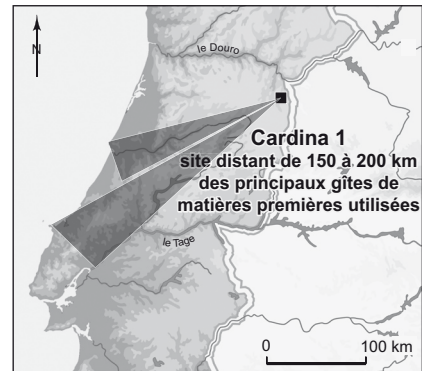 N
le Douro
Cardina 1
site distant de 150 à 200 km
des principaux gîtes de
matières premières utilisées
le Tage
0 100 km